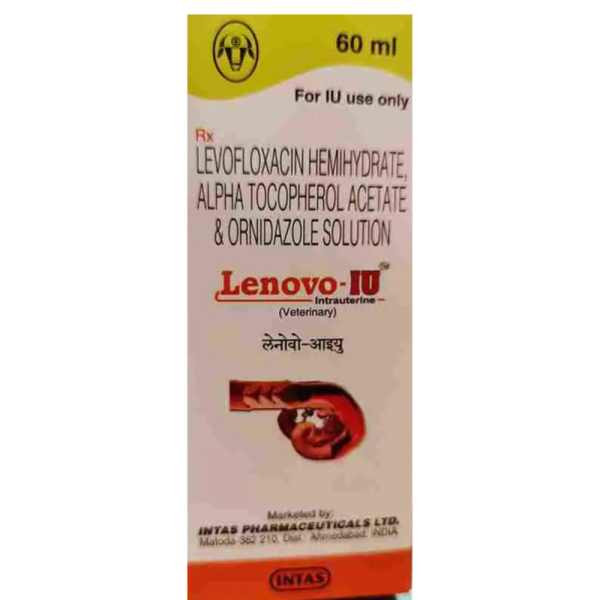 60 ml
For IU use only
Rx
LEVOFLOXACIN HEMIHYDRATE,
ALPHA TOCOPHEROL ACETATE
& ORNIDAZOLE SOLUTION
Lenovo-IU™
Intrauterine
(Veterinary)
लेनोवो-आइयु
Marketed by:
INTAS PHARMACEUTICALS LTD.
Matoda 382 210, Dist. Ahmedabad, INDIA
INTAS